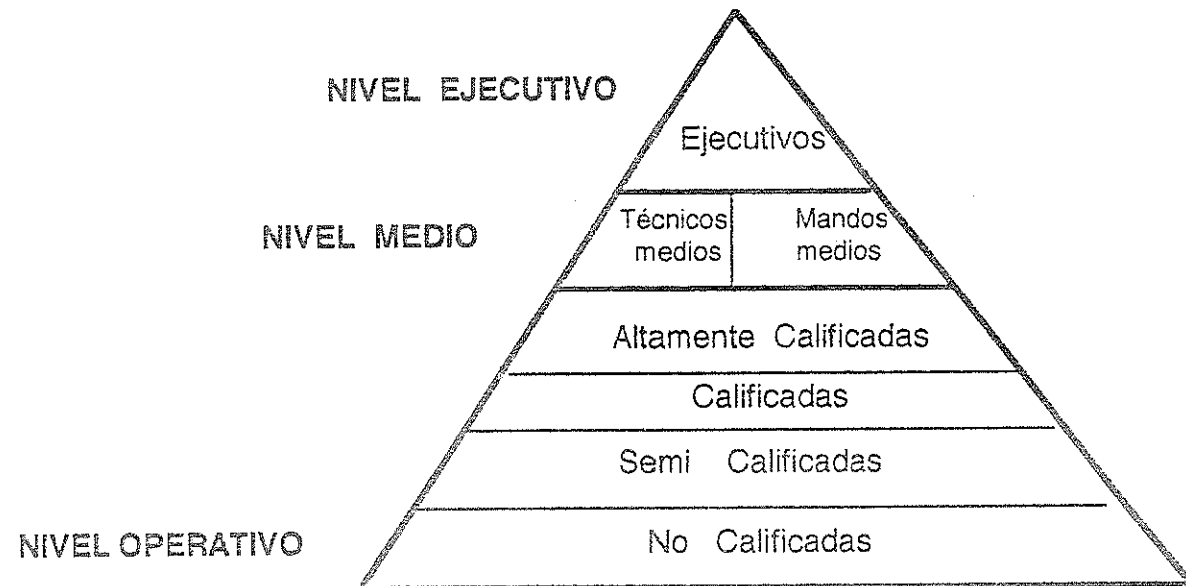 NIVEL EJECUTIVO
Ejecutivos
NIVEL MEDIO
Técnicos
medios
Mandos
medios
Altamente Calificadas
Calificadas
Semi Calificadas
NIVEL OPERATIVO
No Calificadas